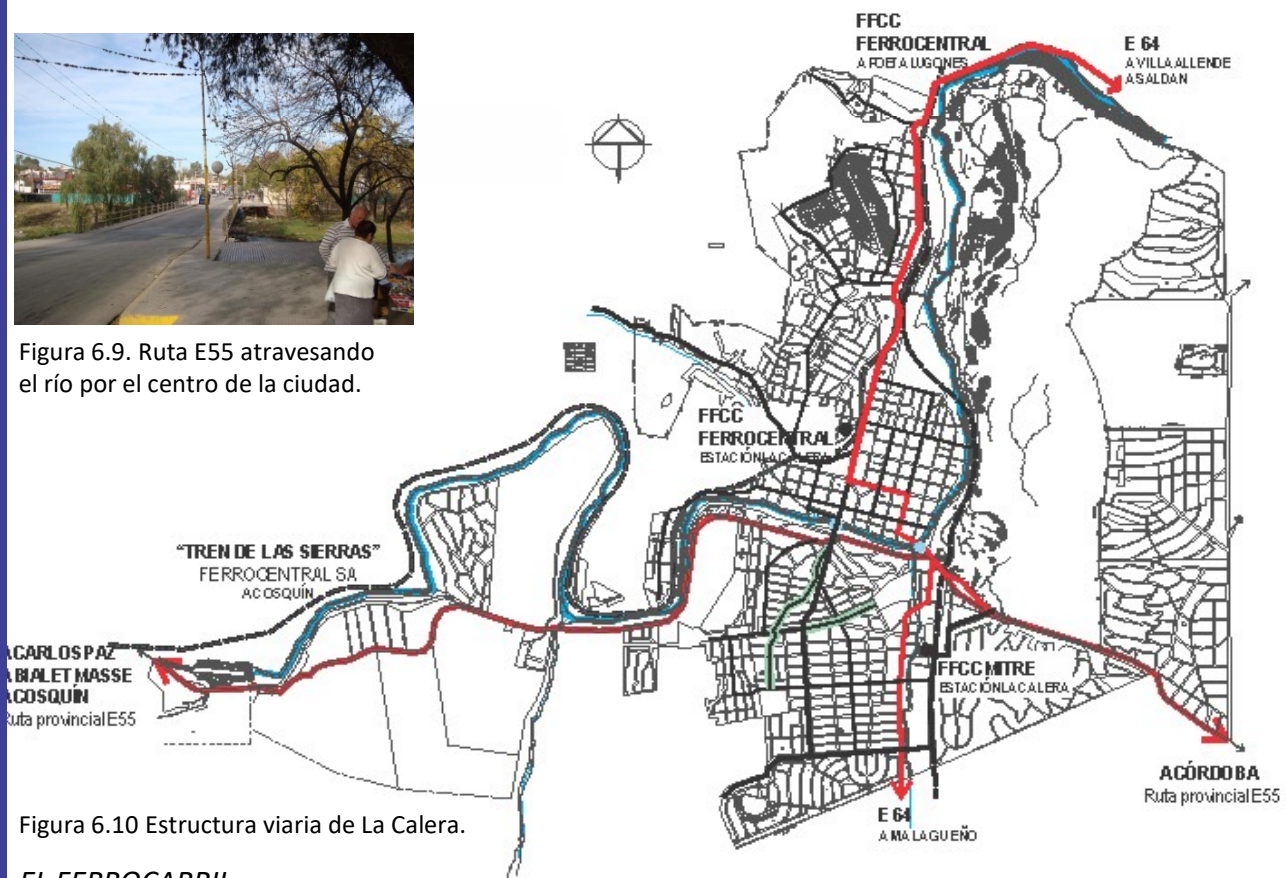 FFCC
FERROCENTRAL
A POETA LUGONES
E 64
A VILLA ALLENDE
A SALDAN
Figura 6.9. Ruta E55 atravesando
el río por el centro de la ciudad.
FFCC
FERROCENTRAL
ESTACIÓN LA CALERA
“TREN DE LAS SIERRAS”
FERROCENTRAL SA
A COSQUÍN
A CARLOS PAZ
A BIALET MASSE
A COSQUÍN
Ruta provincial E55
FFCC MITRE
ESTACIÓN LA CALERA
A CÓRDOBA
Ruta provincial E55
E 64
A MALAGUEÑO
Figura 6.10 Estructura viaria de La Calera.
EL FERROCARRIL